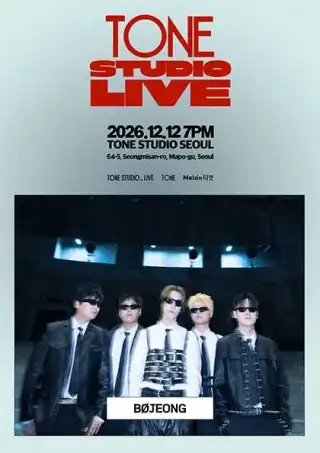 TONE
STUDIO
LIVE
2026.12.12 7PM
TONE STUDIO SEOUL
64-5, Seongmisan-ro, Mapo-gu, Seoul
TONE STUDIO_LIVE TONE Melon티켓
BØJEONG